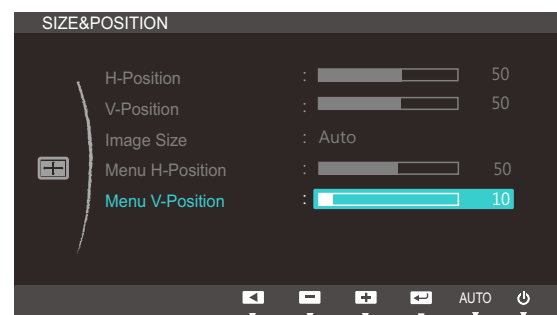 SIZE&POSITION
H-Position : 50
V-Position : 50
Image Size : Auto
Menu H-Position : 50
Menu V-Position : 10
AUTO